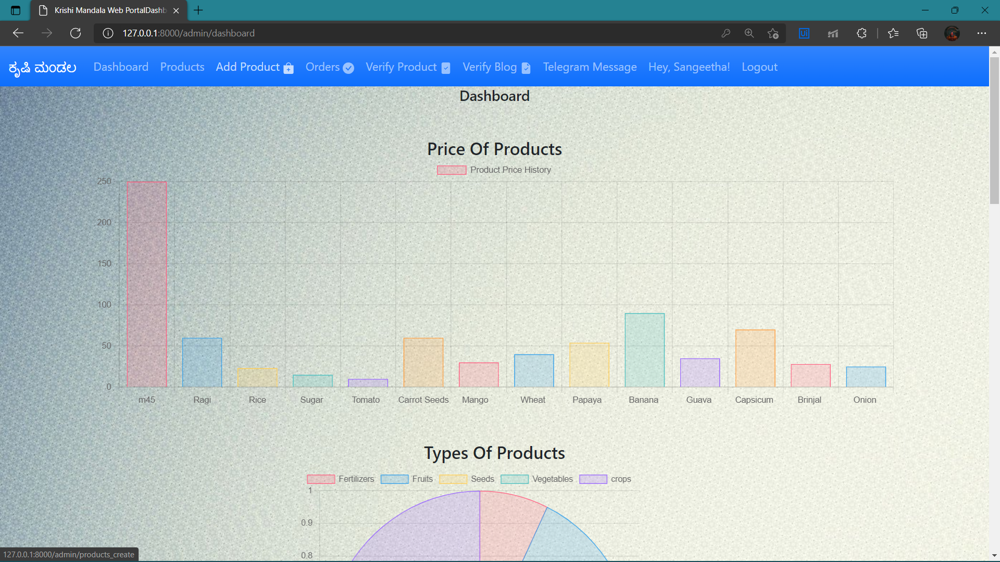 Krishi Mandala Web PortalDashb
127.0.0.1:8000/admin/dashboard
ಕೃಷಿ ಮಂಡಲ Dashboard Products Add Product Orders Verify Product Verify Blog Telegram Message Hey, Sangeetha! Logout
Dashboard
Price Of Products
Product Price History
250
200
150
100
50
0
m45 Ragi Rice Sugar Tomato Carrot Seeds Mango Wheat Papaya Banana Guava Capsicum Brinjal Onion
Types Of Products
Fertilizers Fruits Seeds Vegetables crops
1
0.9
0.8
127.0.0.1:8000/admin/products_create